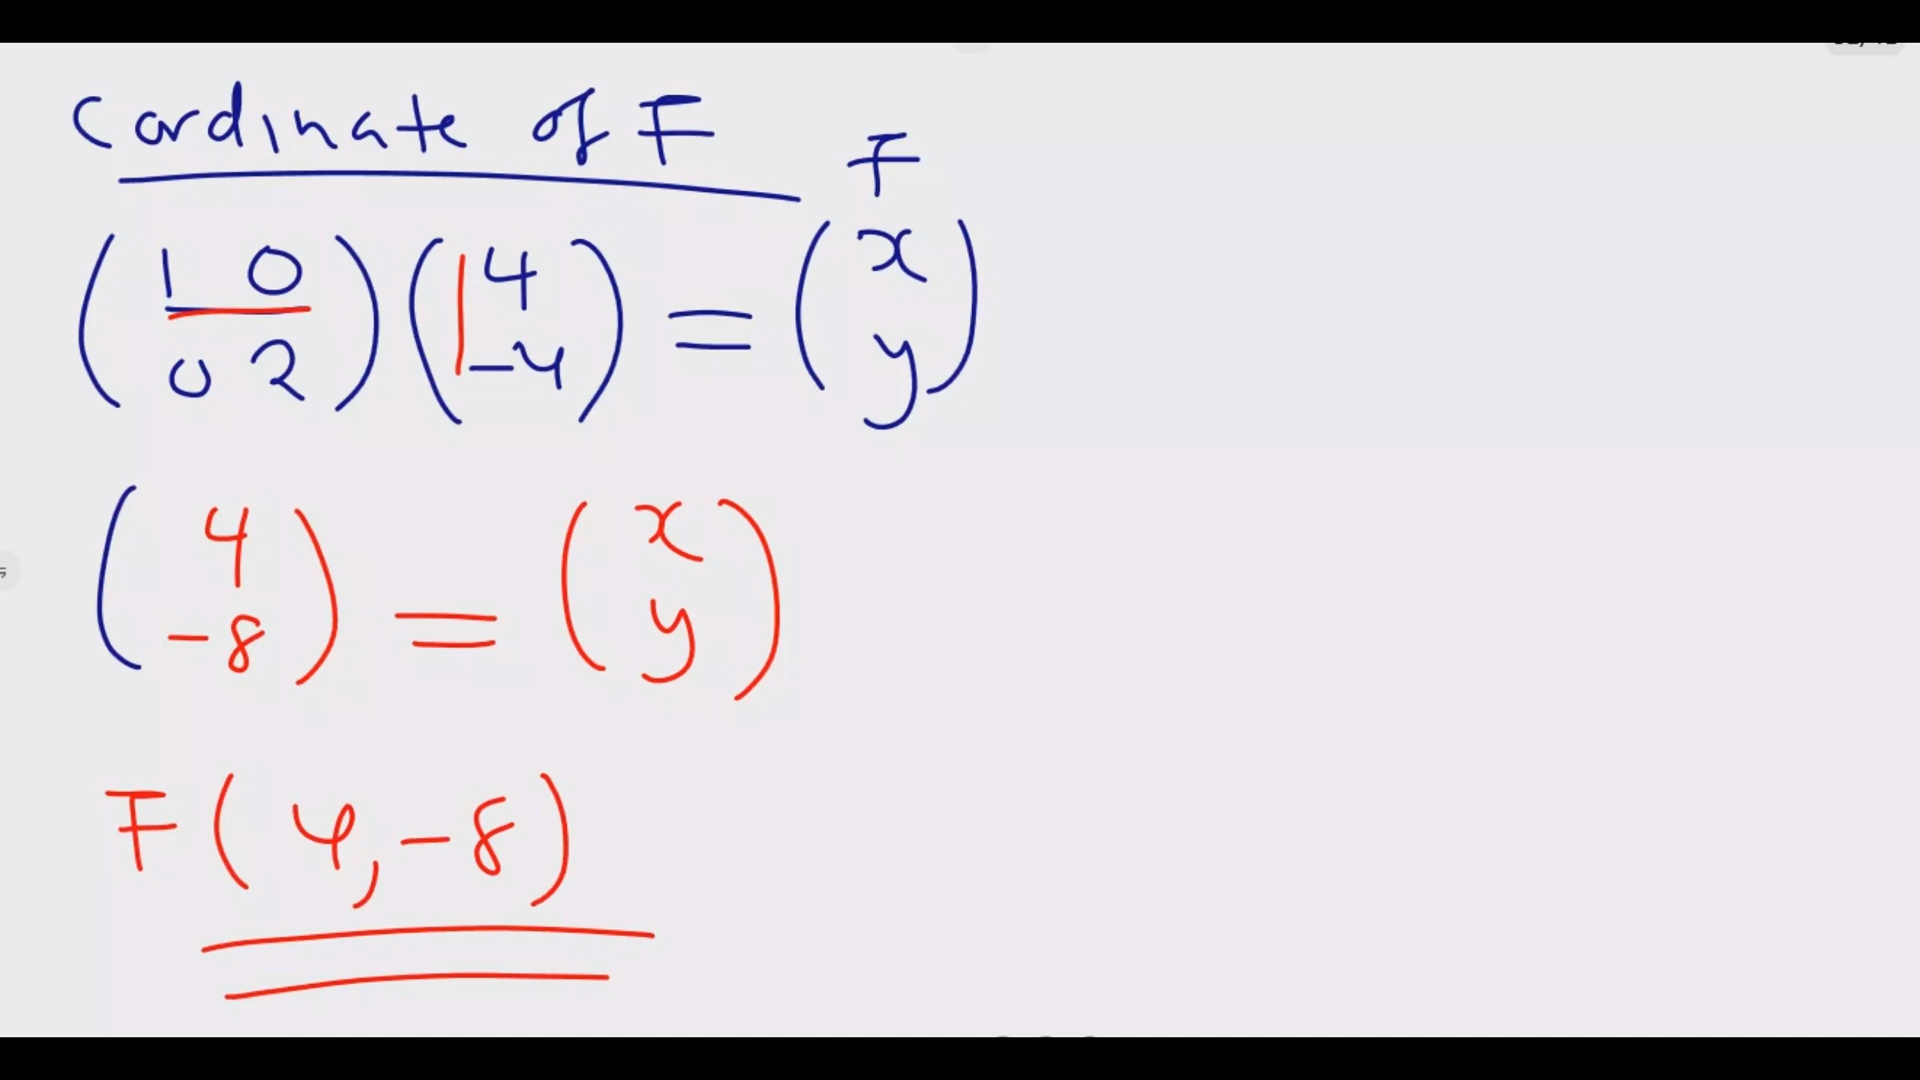 Cordinate of F
F
(1 0) (4) = (x)
(0 2) (-4) (y)
(4) = (x)
(-8) (y)
F(4, -8)